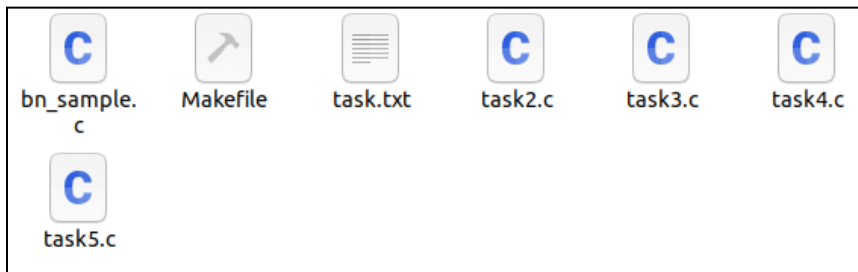 C C C C
bn_sample.c Makefile task.txt task2.c task3.c task4.c
C
task5.c